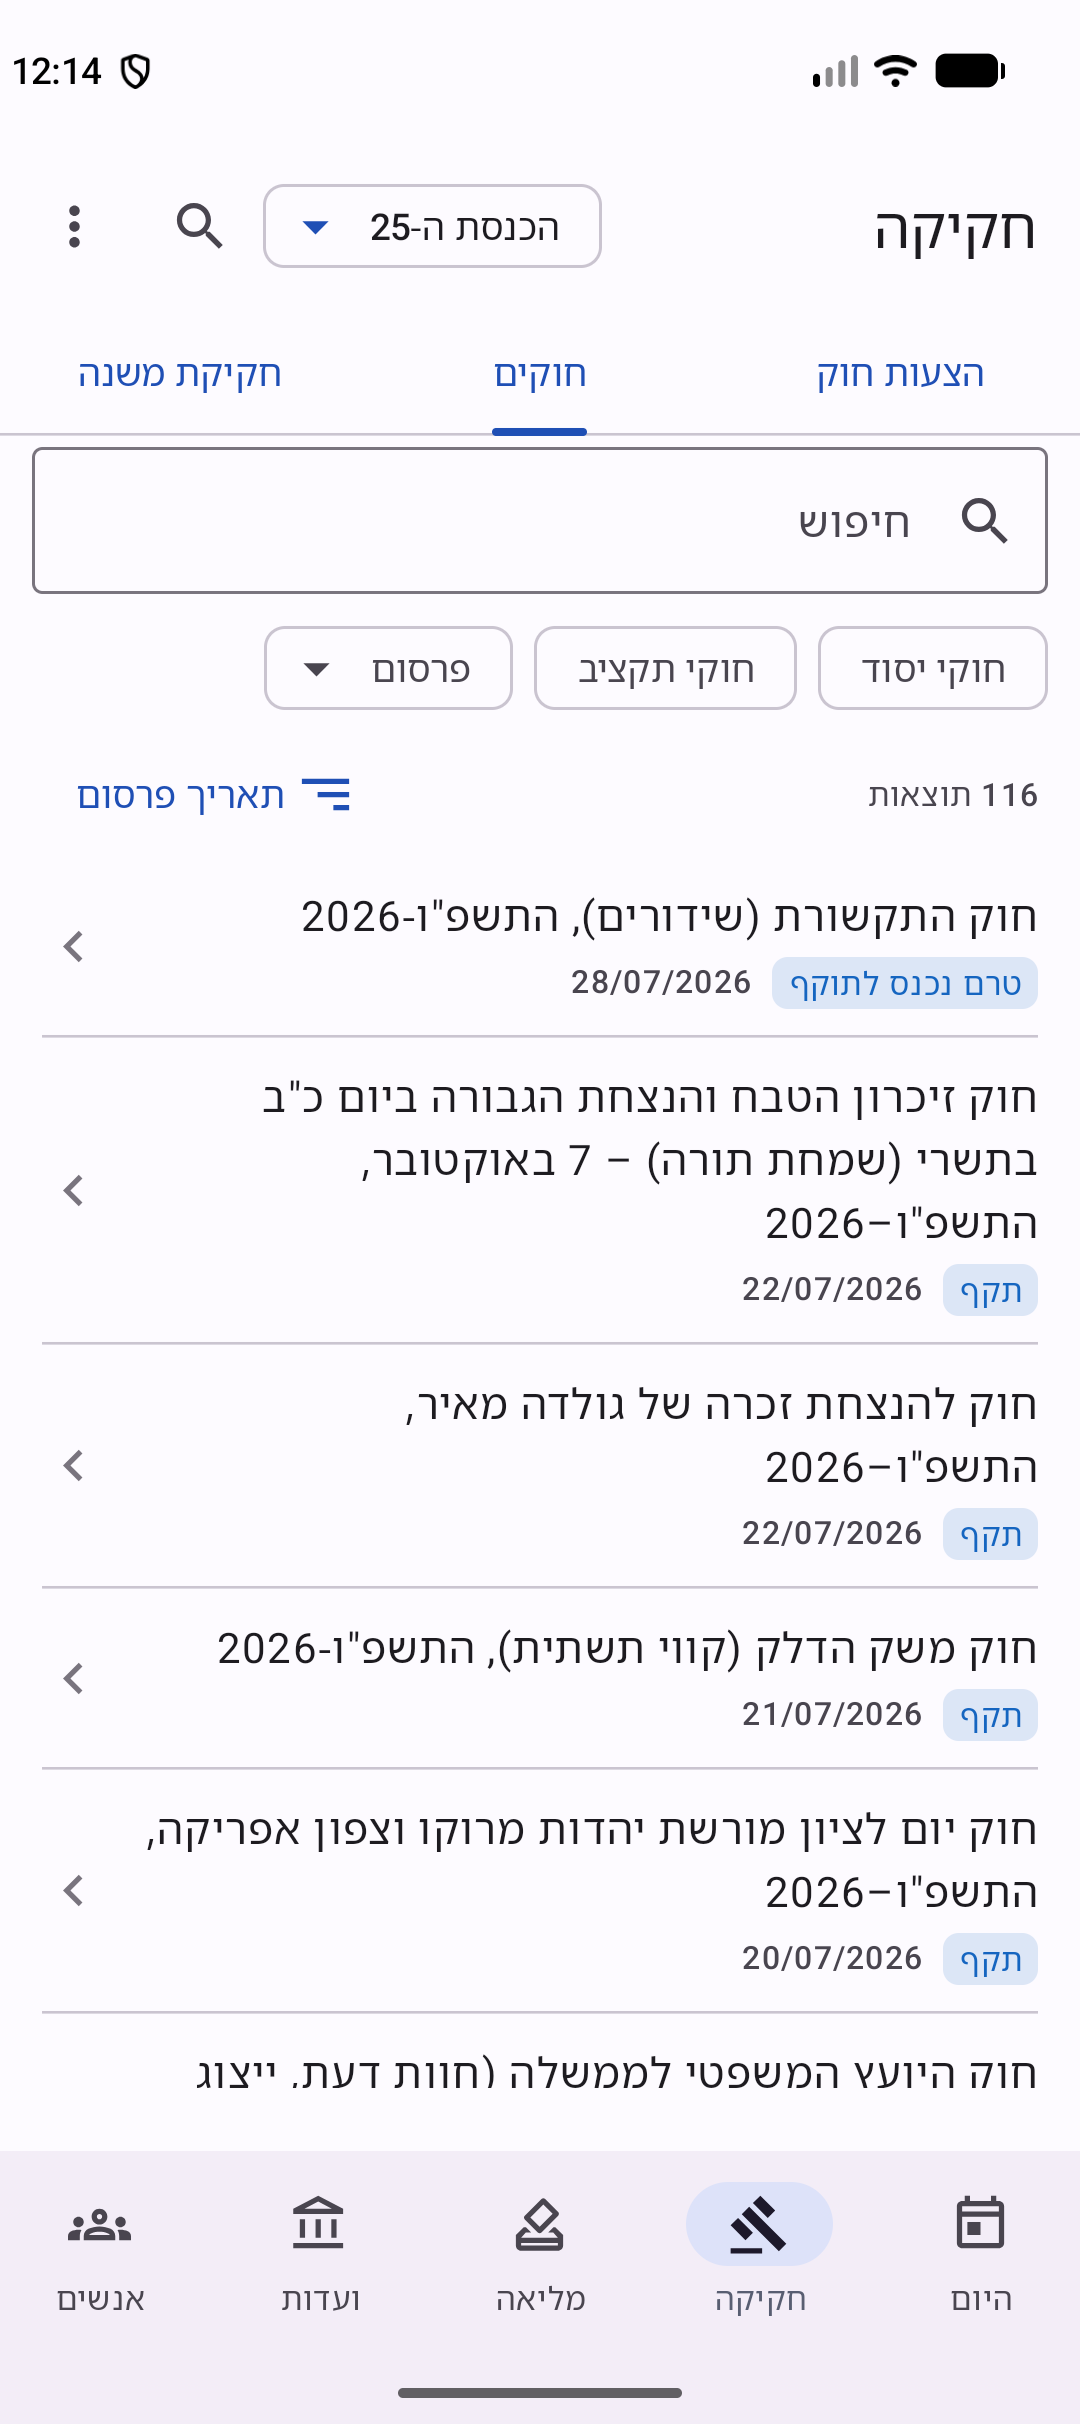 12:14
חקיקה
הכנסת ה-25
הצעות חוק
חוקים
חקיקת משנה
חיפוש
חוקי יסוד
חוקי תקציב
פרסום
116 תוצאות
תאריך פרסום
חוק התקשורת (שידורים), התשפ"ו-2026
טרם נכנס לתוקף 28/07/2026
חוק זיכרון הטבח והנצחת הגבורה ביום כ"ב
בתשרי (שמחת תורה) – 7 באוקטובר,
התשפ"ו–2026
תקף 22/07/2026
חוק להנצחת זכרה של גולדה מאיר,
התשפ"ו–2026
תקף 22/07/2026
חוק משק הדלק (קווי תשתית), התשפ"ו-2026
תקף 21/07/2026
חוק יום לציון מורשת יהדות מרוקו וצפון אפריקה,
התשפ"ו–2026
תקף 20/07/2026
חוק היועץ המשפטי לממשלה (חוות דעת, ייצוג
היום
חקיקה
מליאה
ועדות
אנשים